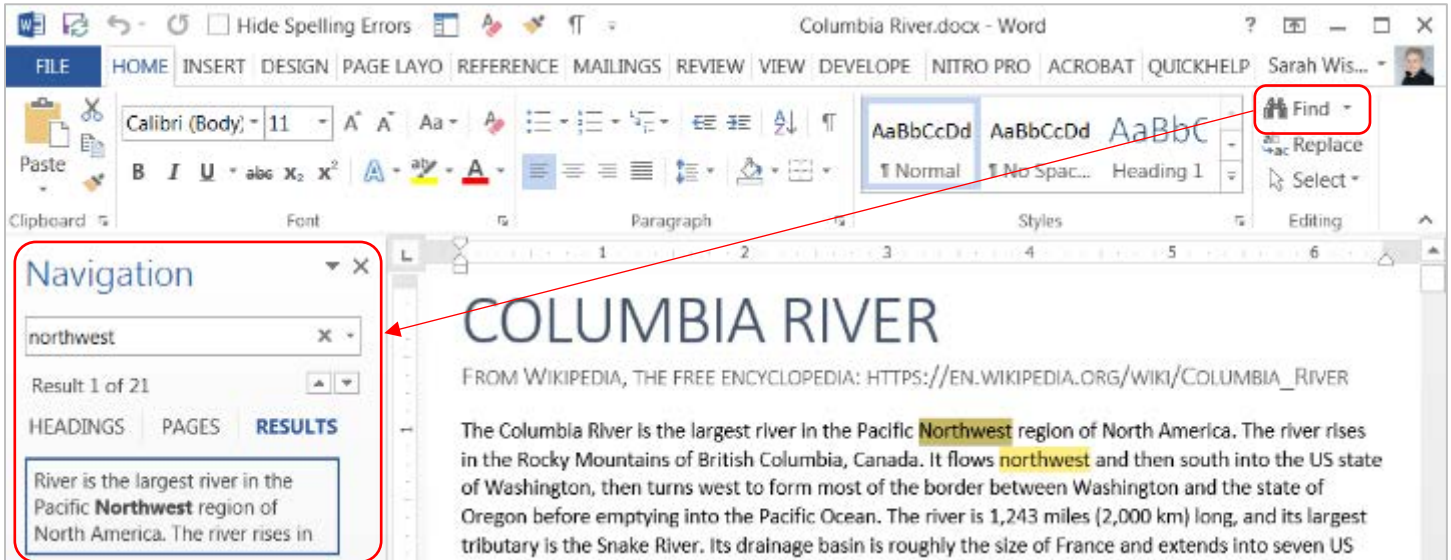 Hide Spelling Errors Columbia River.docx - Word ?
FILE HOME INSERT DESIGN PAGE LAYO REFERENCE MAILINGS REVIEW VIEW DEVELOPE NITRO PRO ACROBAT QUICKHELP Sarah Wis...
Calibri (Body) 11 A A Aa ¶ AaBbCcDd AaBbCcDd AaBbC Find
Replace
Paste B I U abc X₂ X² A aby A ¶ Normal ¶ No Spac... Heading 1 Select
Clipboard Font Paragraph Styles Editing
Navigation
1 2 3 4 5 6
northwest
Result 1 of 21
HEADINGS PAGES RESULTS
River is the largest river in the
Pacific Northwest region of
North America. The river rises in
COLUMBIA RIVER
FROM WIKIPEDIA, THE FREE ENCYCLOPEDIA: HTTPS://EN.WIKIPEDIA.ORG/WIKI/COLUMBIA_RIVER
The Columbia River is the largest river in the Pacific Northwest region of North America. The river rises
in the Rocky Mountains of British Columbia, Canada. It flows northwest and then south into the US state
of Washington, then turns west to form most of the border between Washington and the state of
Oregon before emptying into the Pacific Ocean. The river is 1,243 miles (2,000 km) long, and its largest
tributary is the Snake River. Its drainage basin is roughly the size of France and extends into seven US